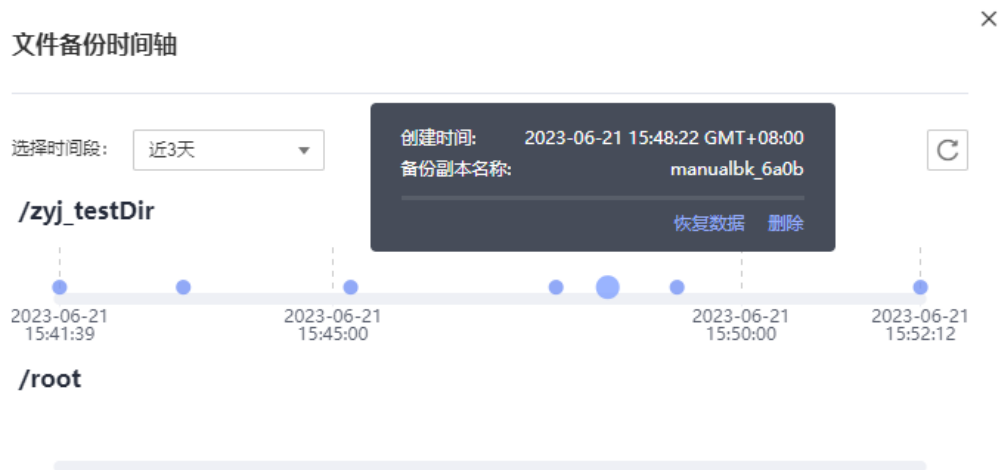 文件备份时间轴
选择时间段： 近3天
创建时间: 2023-06-21 15:48:22 GMT+08:00
备份副本名称: manualbk_6a0b
恢复数据 删除
/zyj_testDir
2023-06-21 2023-06-21 2023-06-21 2023-06-21
15:41:39 15:45:00 15:50:00 15:52:12
/root